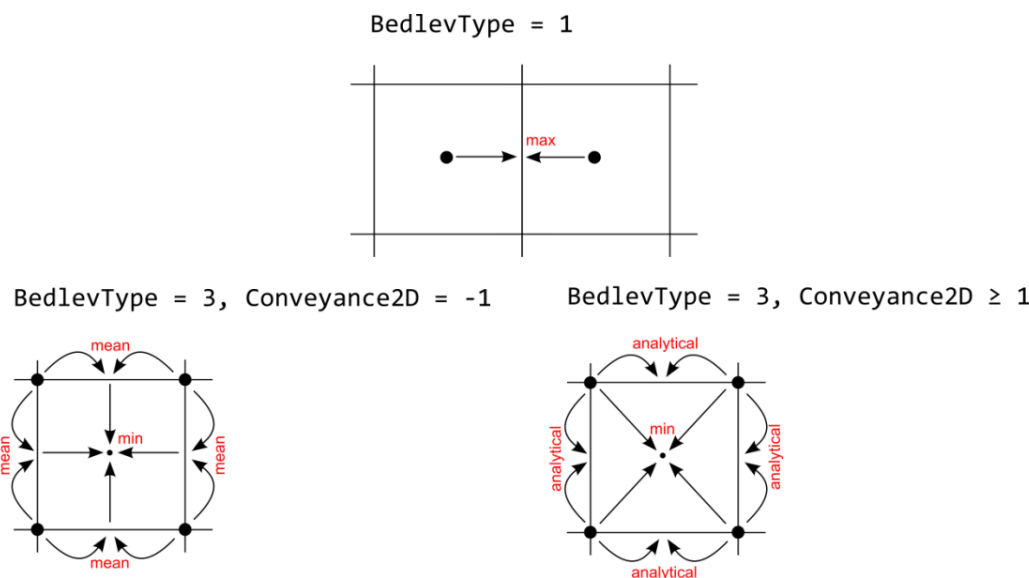 BedlevType = 1
max
BedlevType = 3, Conveyance2D = -1
mean
mean
min
mean
mean
BedlevType = 3, Conveyance2D ≥ 1
analytical
analytical
min
analytical
analytical